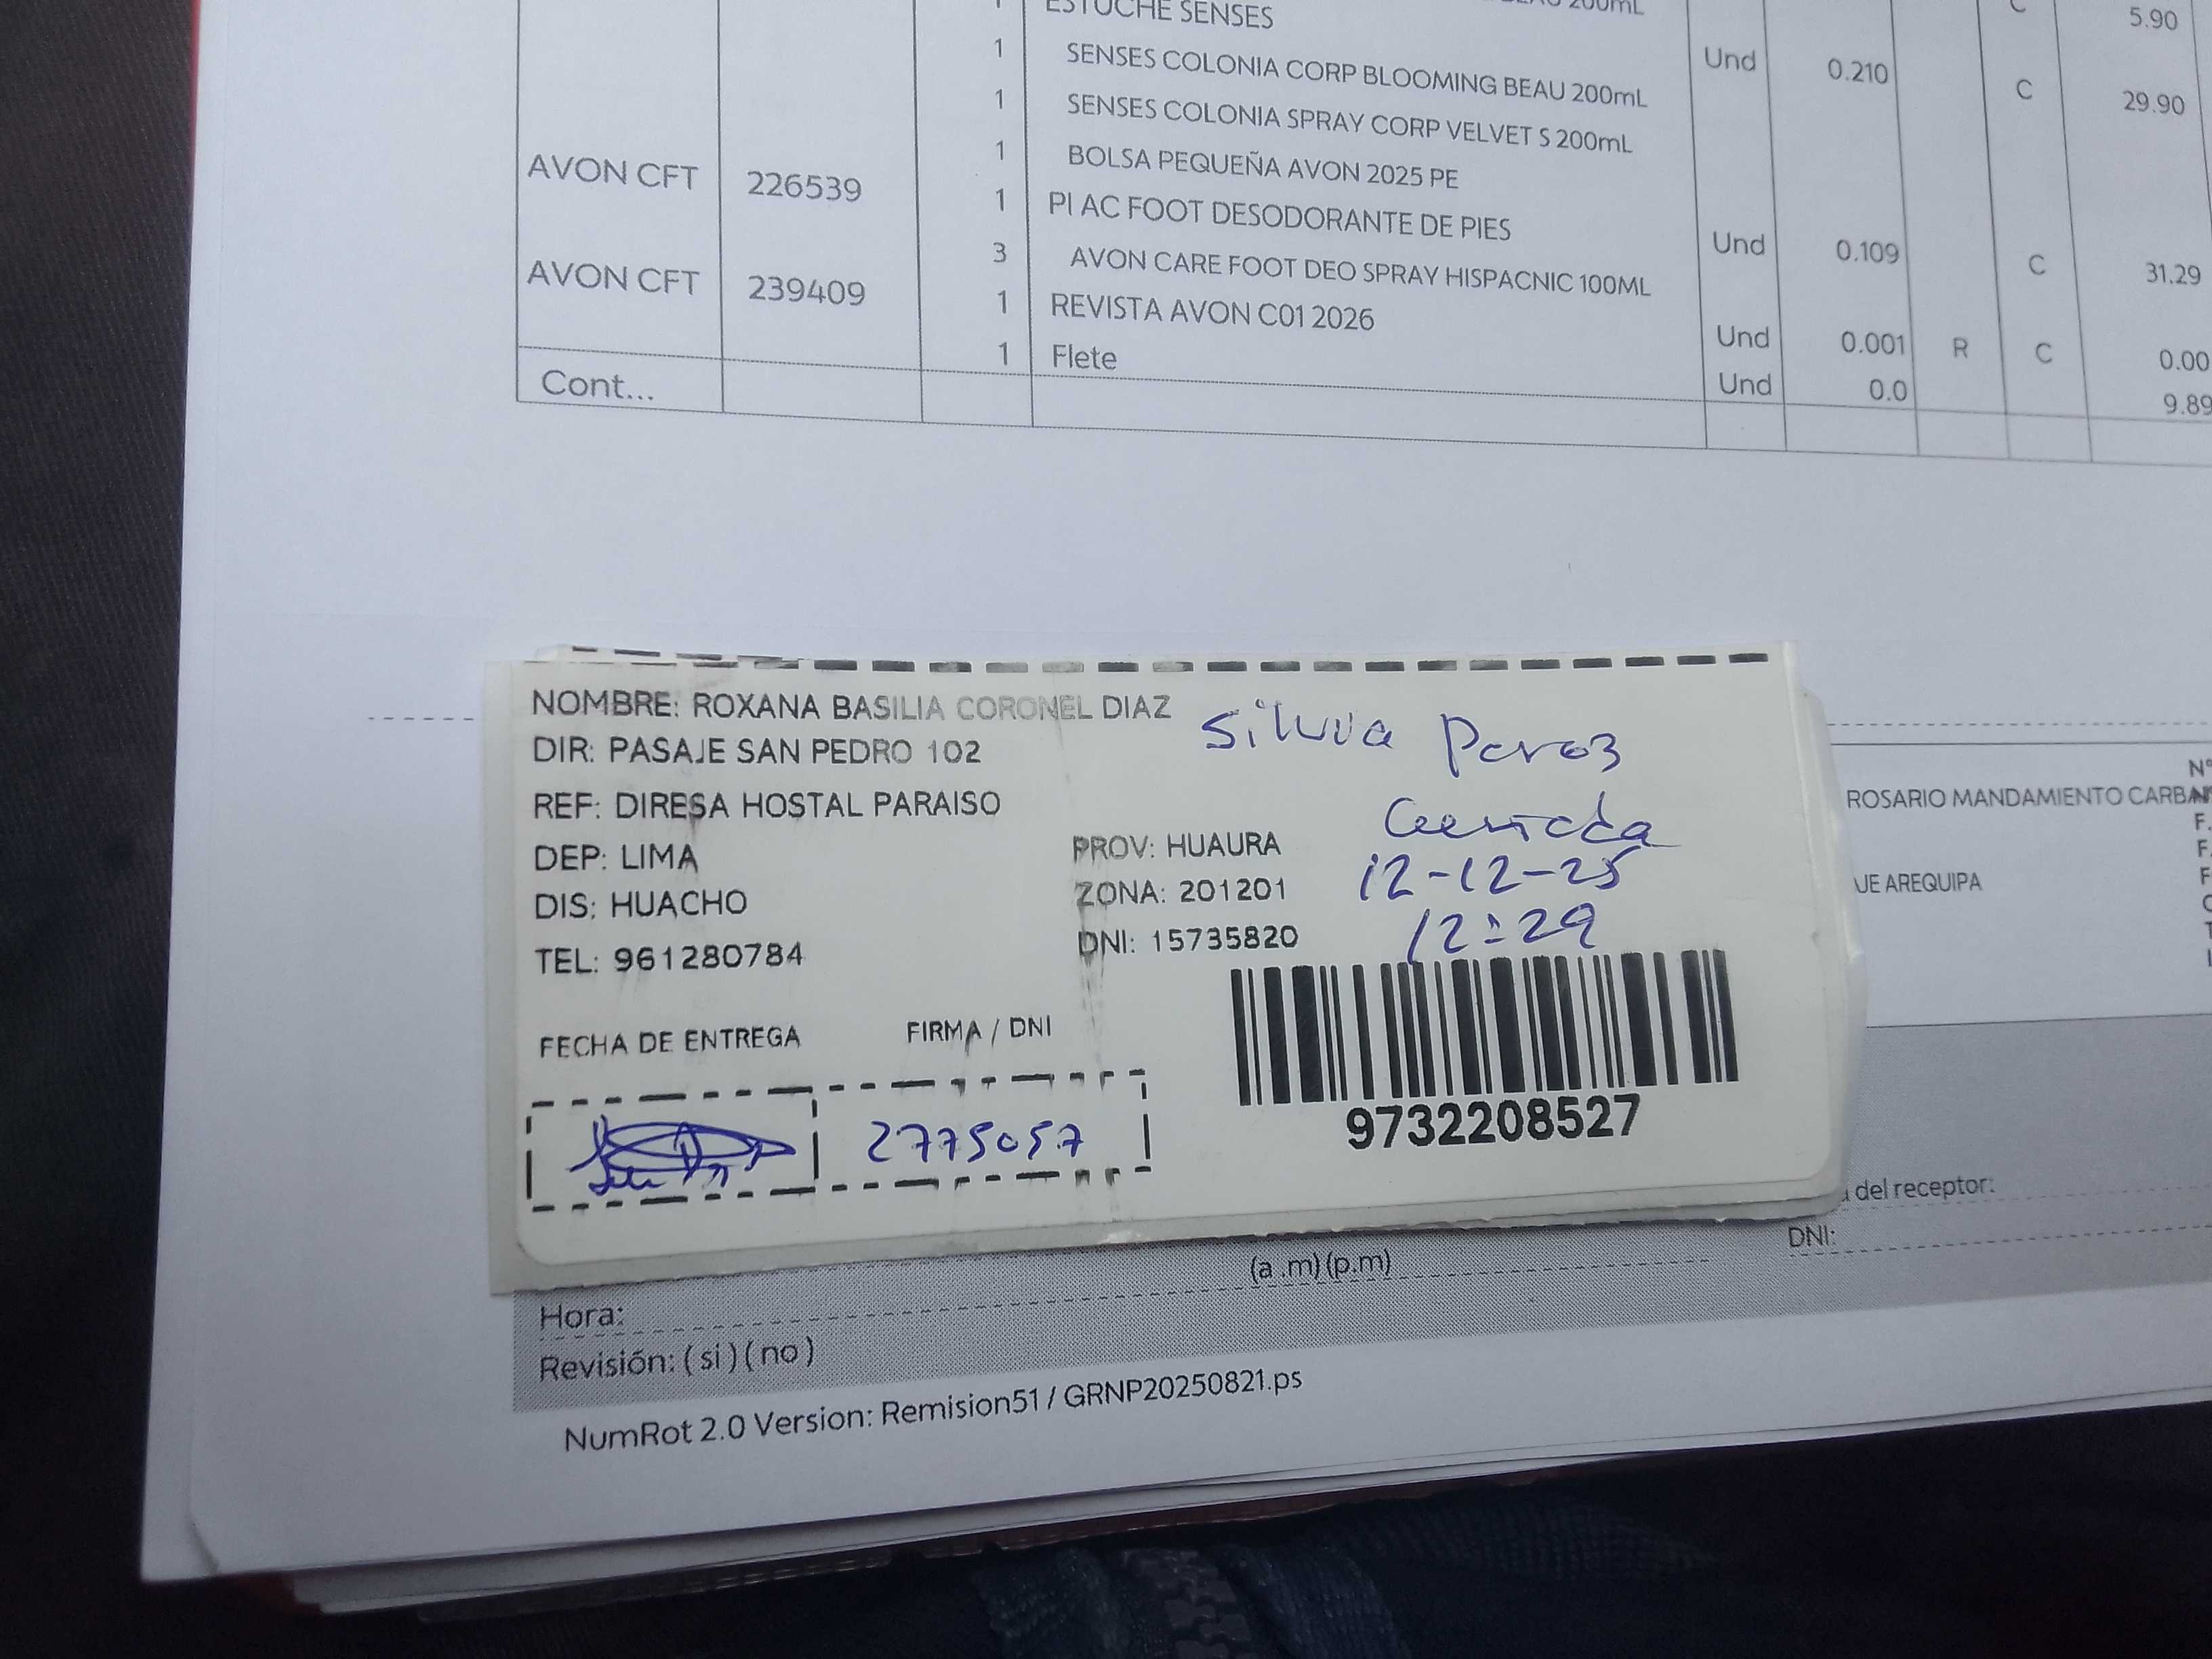 ESTUCHE SENSES 5.90
1 SENSES COLONIA CORP BLOOMING BEAU 200mL Und 0.210 C 29.90
1 SENSES COLONIA SPRAY CORP VELVET S 200mL
1 BOLSA PEQUEÑA AVON 2025 PE
AVON CFT 226539 1 PI AC FOOT DESODORANTE DE PIES Und 0.109 C 31.29
3 AVON CARE FOOT DEO SPRAY HISPACNIC 100ML
AVON CFT 239409 1 REVISTA AVON C01 2026 Und 0.001 R C 0.00
1 Flete Und 0.0 9.89
Cont...
NOMBRE: ROXANA BASILIA CORONEL DIAZ
Silvia Perez
DIR: PASAJE SAN PEDRO 102
REF: DIRESA HOSTAL PARAISO
DEP: LIMA PROV: HUAURA
DIS: HUACHO ZONA: 201201
TEL: 961280784 DNI: 15735820
12-12-25
12:29
FECHA DE ENTREGA FIRMA / DNI
2775057
9732208527
ROSARIO MANDAMIENTO
UE AREQUIPA
del receptor:
DNI:
(a .m) (p.m)
Hora:
Revisión: ( si ) ( no )
NumRot 2.0 Version: Remision51 / GRNP20250821.ps